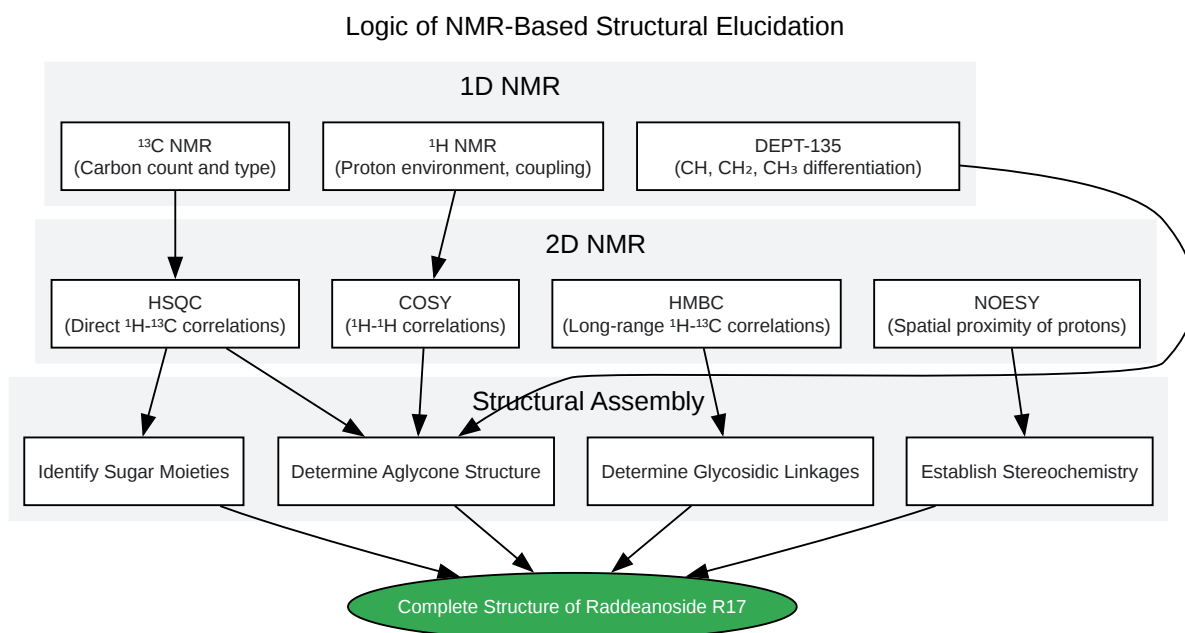 Logic of NMR-Based Structural Elucidation
1D NMR
¹³C NMR
(Carbon count and type)
¹H NMR
(Proton environment, coupling)
DEPT-135
(CH, CH₂, CH₃ differentiation)
2D NMR
HSQC
(Direct ¹H-¹³C correlations)
COSY
(¹H-¹H correlations)
HMBC
(Long-range ¹H-¹³C correlations)
NOESY
(Spatial proximity of protons)
Structural Assembly
Identify Sugar Moieties
Determine Aglycone Structure
Determine Glycosidic Linkages
Establish Stereochemistry
Complete Structure of Raddeanoside R17